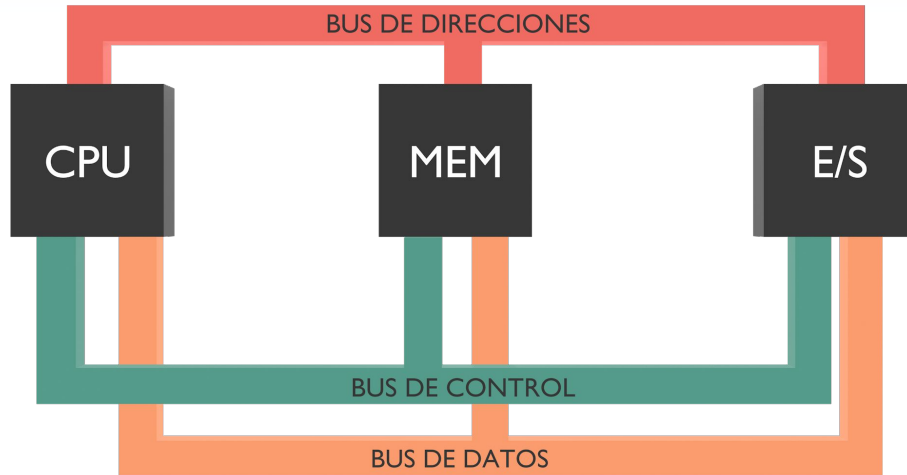 BUS DE DIRECCIONES
CPU
MEM
E/S
BUS DE CONTROL
BUS DE DATOS